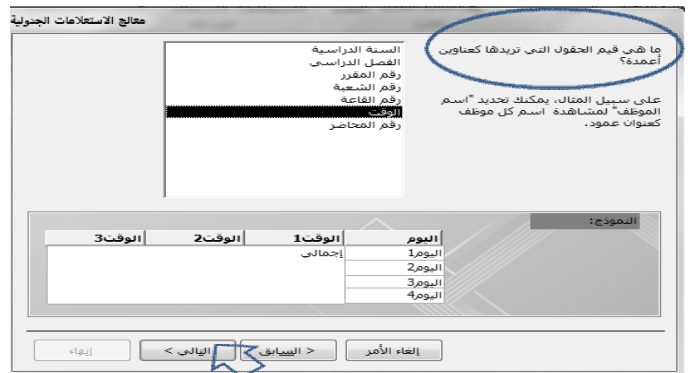 معالج الاستعلامات الجدولية
ما هي قيم الحقول التي تريدها كعناوين
أعمدة؟
على سبيل المثال، يمكنك تحديد "اسم
الموظف" لمشاهدة اسم كل موظف
كعنوان عمود.
السنة الدراسية
الفصل الدراسي
رقم المقرر
رقم الشعبة
رقم القاعة
الوقت
رقم المحاضر
النموذج:
اليوم الوقت1 الوقت2 الوقت3
اليوم1 إجمالي
اليوم2
اليوم3
اليوم4
إلغاء الأمر < السابق التالي > إنهاء